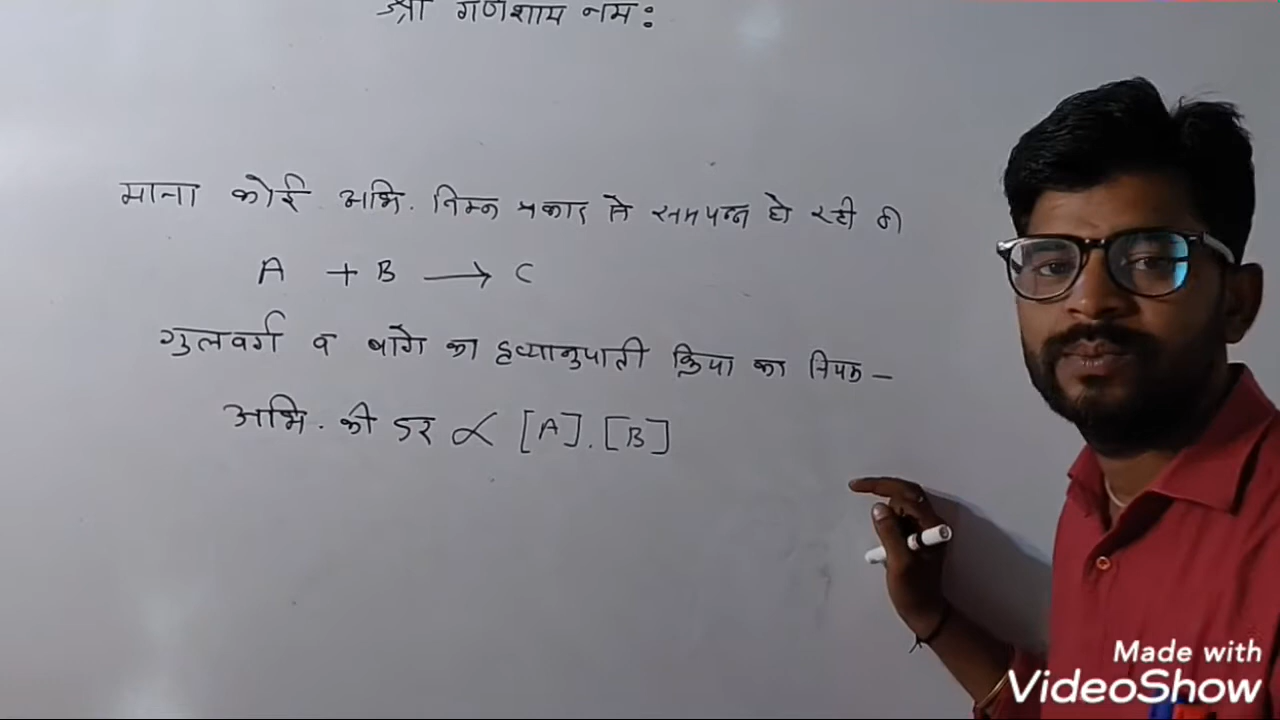 श्री गणेशाय नम:
माना कोई अभि. निम्न प्रकार से सम्पन्न हो रही है
A + B ⟶ C
गुलवर्ग व वागे का द्रव्यानुपाती क्रिया का नियम -
अभि. की दर ∝ [A].[B]
Made with
VideoShow